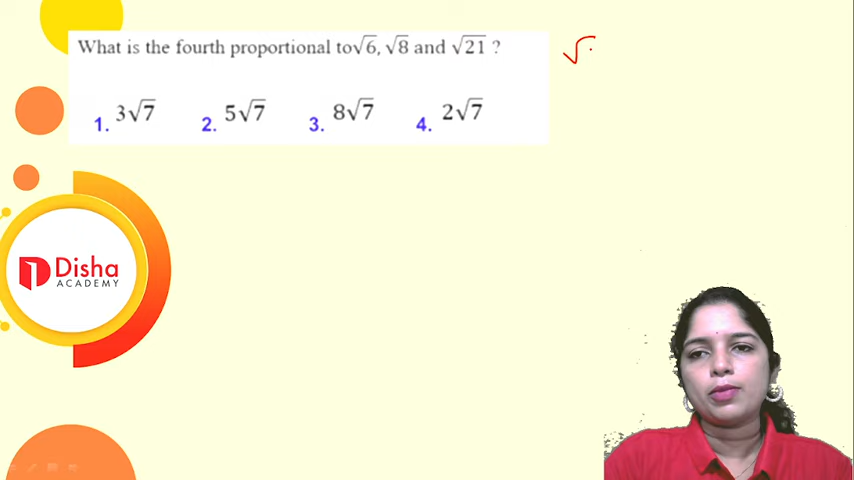 What is the fourth proportional to√6, √8 and √21 ?
1. 3√7 2. 5√7 3. 8√7 4. 2√7
Disha
ACADEMY